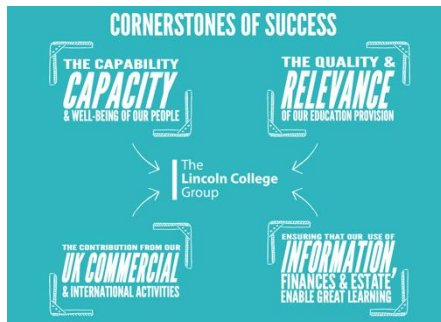 CORNERSTONES OF SUCCESS
THE CAPABILITY
CAPACITY
& WELL-BEING OF OUR PEOPLE
THE QUALITY &
RELEVANCE
OF OUR EDUCATION PROVISION
The
Lincoln College
Group
THE CONTRIBUTION FROM OUR
UK COMMERCIAL
& INTERNATIONAL ACTIVITIES
ENSURING THAT OUR USE OF
INFORMATION,
FINANCES & ESTATE
ENABLE GREAT LEARNING